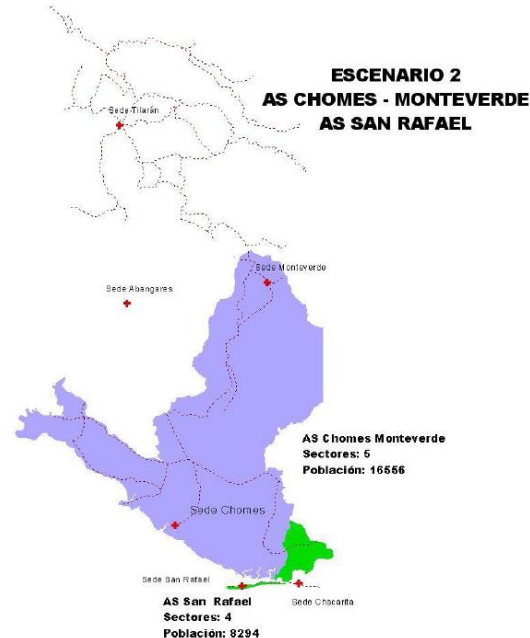 ESCENARIO 2
AS CHOMES - MONTEVERDE
AS SAN RAFAEL
Sede Tilarán
Sede Monteverde
Sede Abangares
AS Chomes Monteverde
Sectores: 5
Población: 16556
Sede Chomes
Sede San Rafael
Sede Chacarita
AS San Rafael
Sectores: 4
Población: 8294